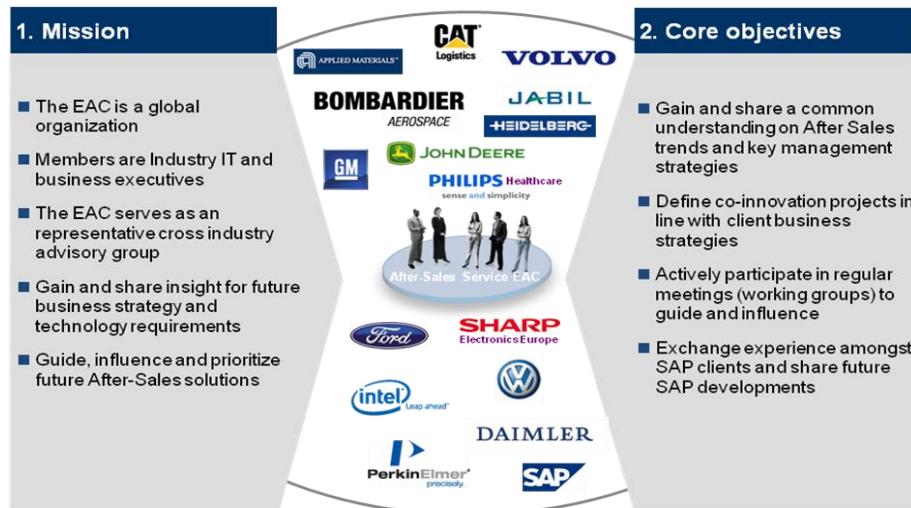 1. Mission
The EAC is a global
organization
Members are Industry IT and
business executives
The EAC serves as an
representative cross industry
advisory group
Gain and share insight for future
business strategy and
technology requirements
Guide, influence and prioritize
future After-Sales solutions
CAT
Logistics
APPLIED MATERIALS
VOLVO
BOMBARDIER
AEROSPACE
JABIL
HEIDELBERG
GM
JOHN DEERE
PHILIPS Healthcare
sense and simplicity
After-Sales Service EAC
Ford
SHARP
Electronics Europe
intel
Leap ahead™
VW
DAIMLER
PerkinElmer®
precisely.
SAP
2. Core objectives
Gain and share a common
understanding on After Sales
trends and key management
strategies
Define co-innovation projects in
line with client business
strategies
Actively participate in regular
meetings (working groups) to
guide and influence
Exchange experience amongst
SAP clients and share future
SAP developments